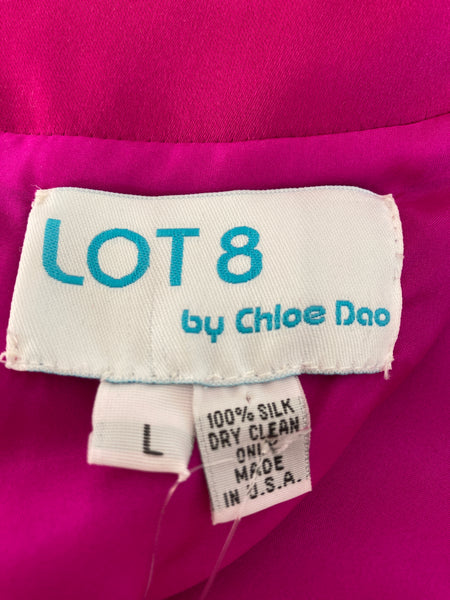 LOT 8
by Chloe Dao
L
100% SILK
DRY CLEAN
ONLY
MADE
IN U.S.A.